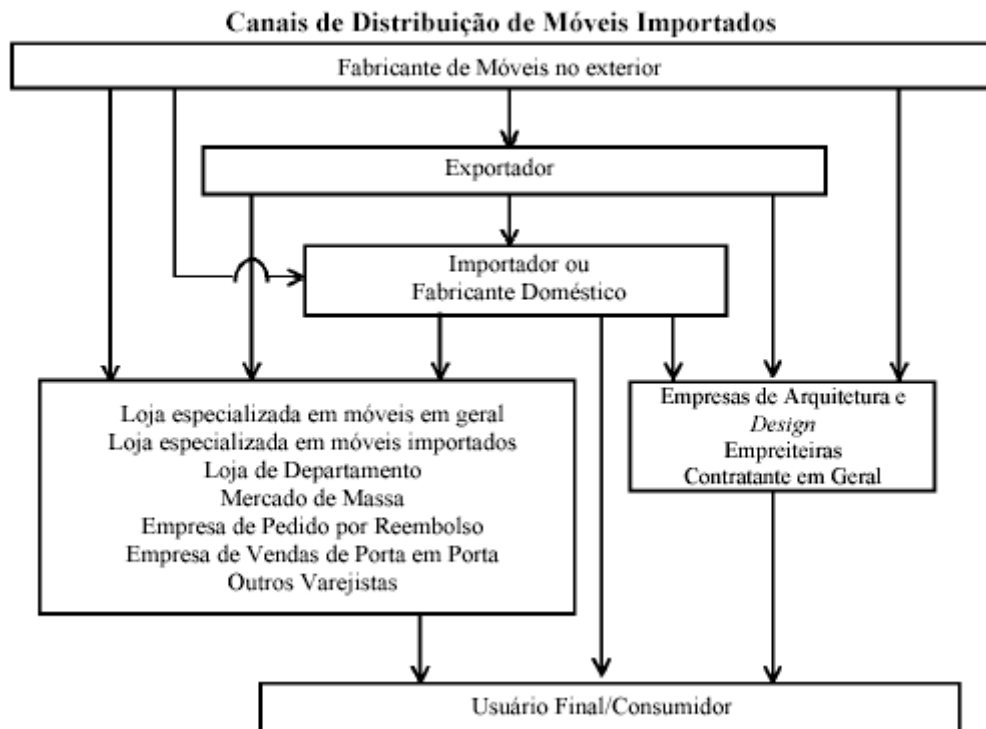 Canais de Distribuição de Móveis Importados
Fabricante de Móveis no exterior
Exportador
Importador ou
Fabricante Doméstico
Loja especializada em móveis em geral
Loja especializada em móveis importados
Loja de Departamento
Mercado de Massa
Empresa de Pedido por Reembolso
Empresa de Vendas de Porta em Porta
Outros Varejistas
Empresas de Arquitetura e
Design
Empreiteiras
Contratante em Geral
Usuário Final/Consumidor